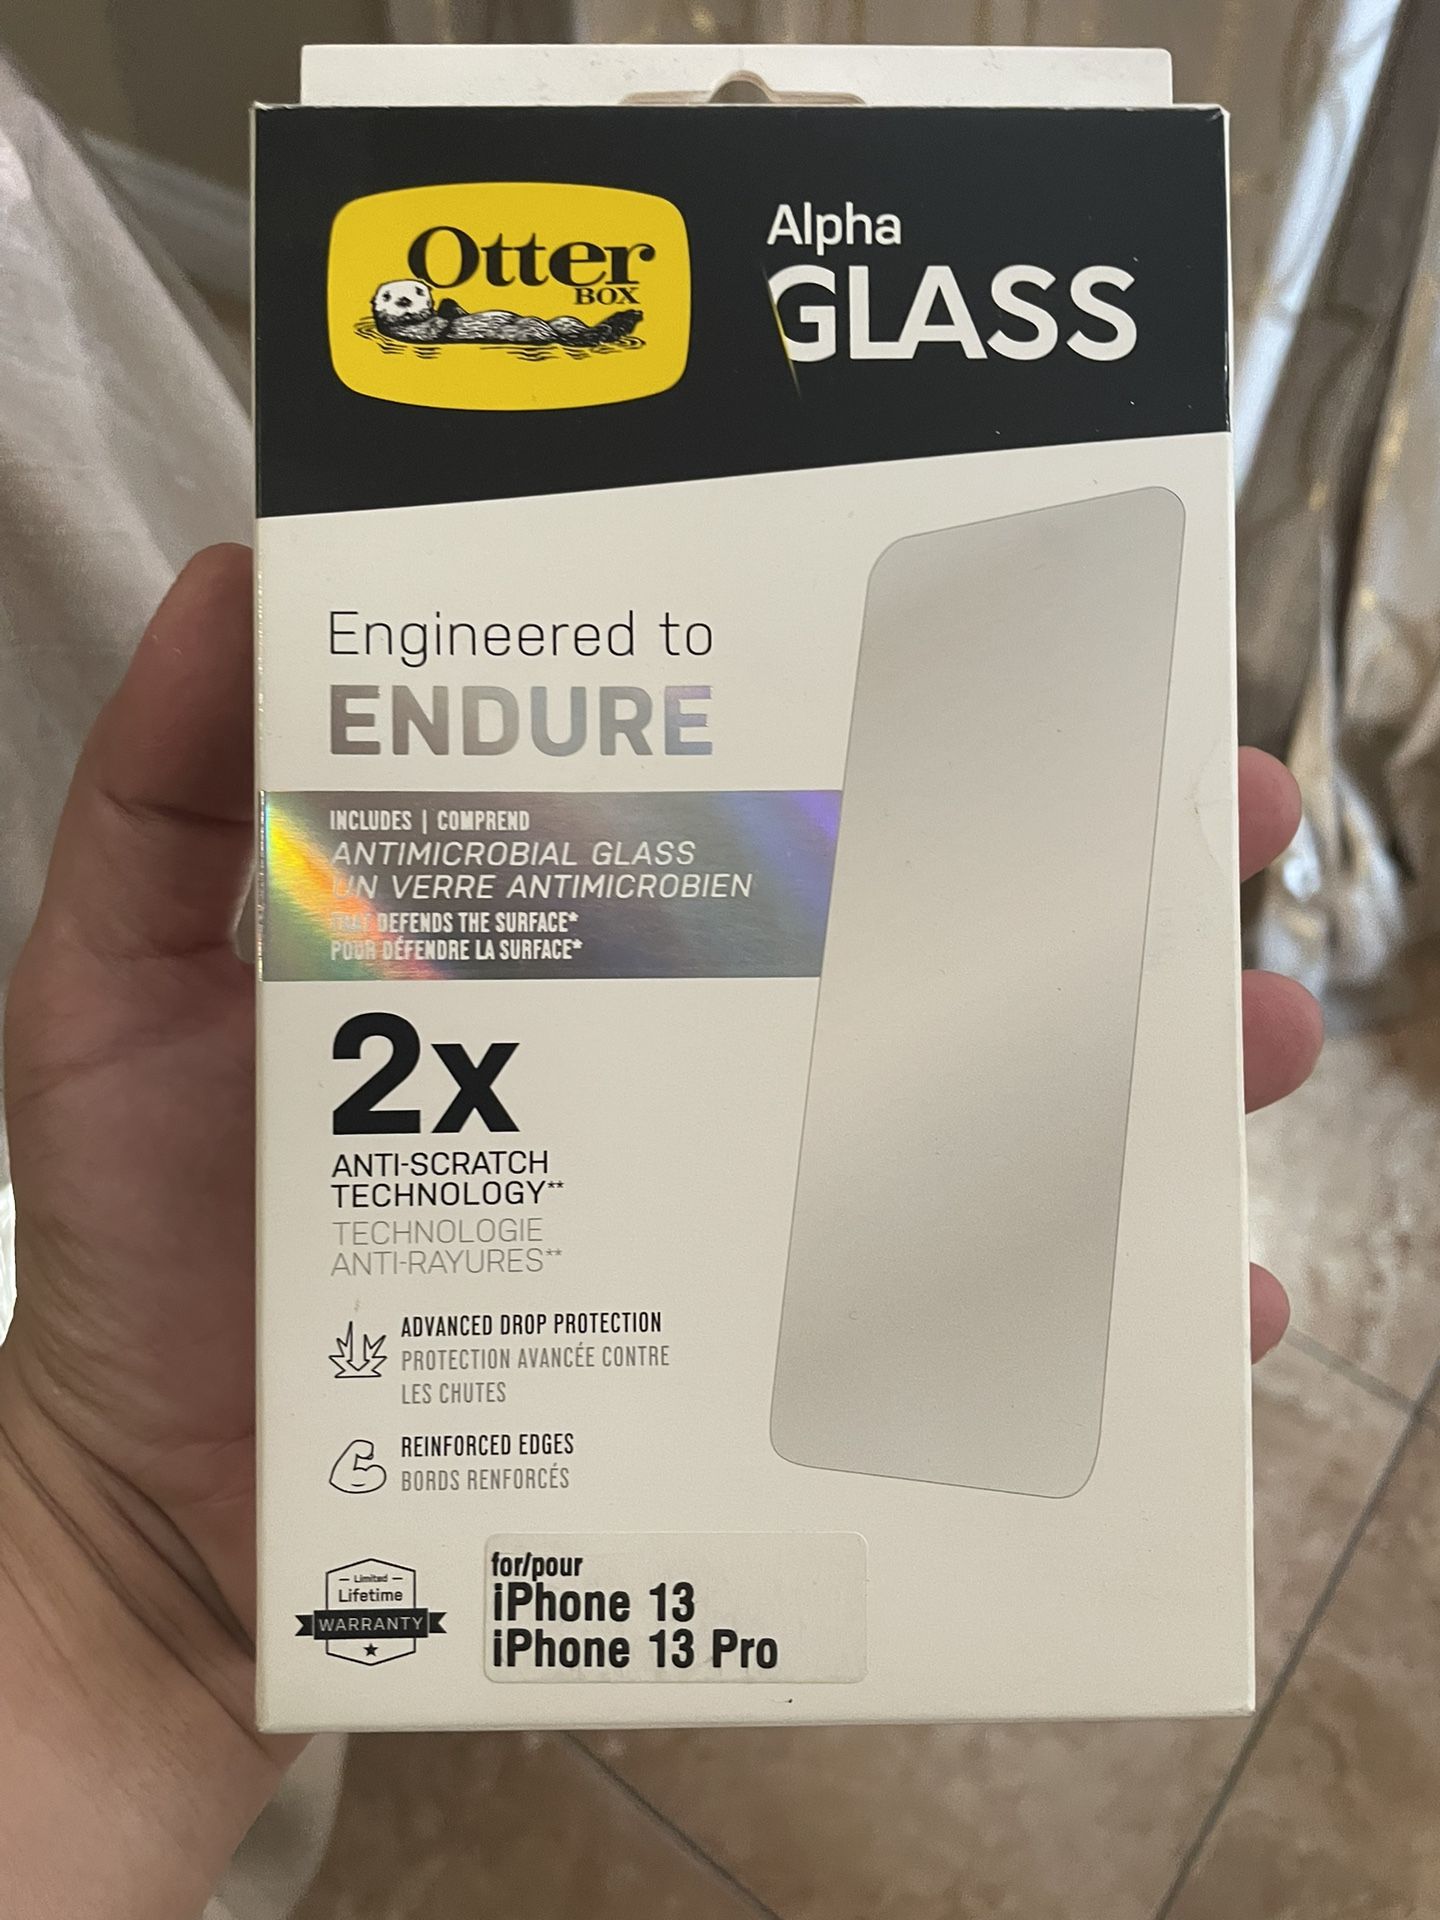 Otter
BOX
Alpha
GLASS
Engineered to
ENDURE
INCLUDES | COMPREND
ANTIMICROBIAL GLASS
UN VERRE ANTIMICROBIEN
THAT DEFENDS THE SURFACE*
POUR DÉFENDRE LA SURFACE*
2x
ANTI-SCRATCH
TECHNOLOGY**
TECHNOLOGIE
ANTI-RAYURES**
ADVANCED DROP PROTECTION
PROTECTION AVANCÉE CONTRE
LES CHUTES
REINFORCED EDGES
BORDS RENFORCÉS
Limited
Lifetime
WARRANTY
for/pour
iPhone 13
iPhone 13 Pro